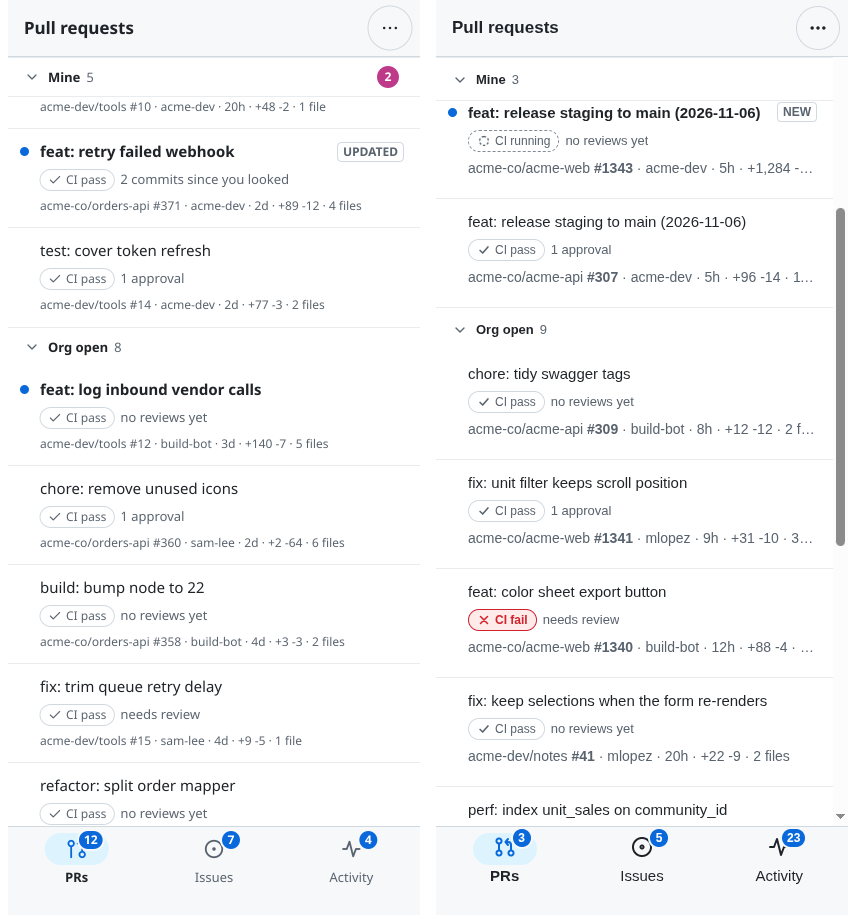 Pull requests
Mine 5
2
acme-dev/tools #10 · acme-dev · 20h · +48 -2 · 1 file
feat: retry failed webhook
UPDATED
CI pass 2 commits since you looked
acme-co/orders-api #371 · acme-dev · 2d · +89 -12 · 4 files
test: cover token refresh
CI pass 1 approval
acme-dev/tools #14 · acme-dev · 2d · +77 -3 · 2 files
Org open 8
feat: log inbound vendor calls
CI pass no reviews yet
acme-dev/tools #12 · build-bot · 3d · +140 -7 · 5 files
chore: remove unused icons
CI pass 1 approval
acme-co/orders-api #360 · sam-lee · 2d · +2 -64 · 6 files
build: bump node to 22
CI pass no reviews yet
acme-co/orders-api #358 · build-bot · 4d · +3 -3 · 2 files
fix: trim queue retry delay
CI pass needs review
acme-dev/tools #15 · sam-lee · 4d · +9 -5 · 1 file
refactor: split order mapper
CI pass no reviews yet
12
7
4
PRs
Issues
Activity
Pull requests
Mine 3
feat: release staging to main (2026-11-06)
NEW
CI running no reviews yet
acme-co/acme-web #1343 · acme-dev · 5h · +1,284 -…
feat: release staging to main (2026-11-06)
CI pass 1 approval
acme-co/acme-api #307 · acme-dev · 5h · +96 -14 · 1…
Org open 9
chore: tidy swagger tags
CI pass no reviews yet
acme-co/acme-api #309 · build-bot · 8h · +12 -12 · 2 f…
fix: unit filter keeps scroll position
CI pass 1 approval
acme-co/acme-web #1341 · mlopez · 9h · +31 -10 · 3…
feat: color sheet export button
CI fail needs review
acme-co/acme-web #1340 · build-bot · 12h · +88 -4 · …
fix: keep selections when the form re-renders
CI pass no reviews yet
acme-dev/notes #41 · mlopez · 20h · +22 -9 · 2 files
perf: index unit_sales on community_id
3
5
23
PRs
Issues
Activity